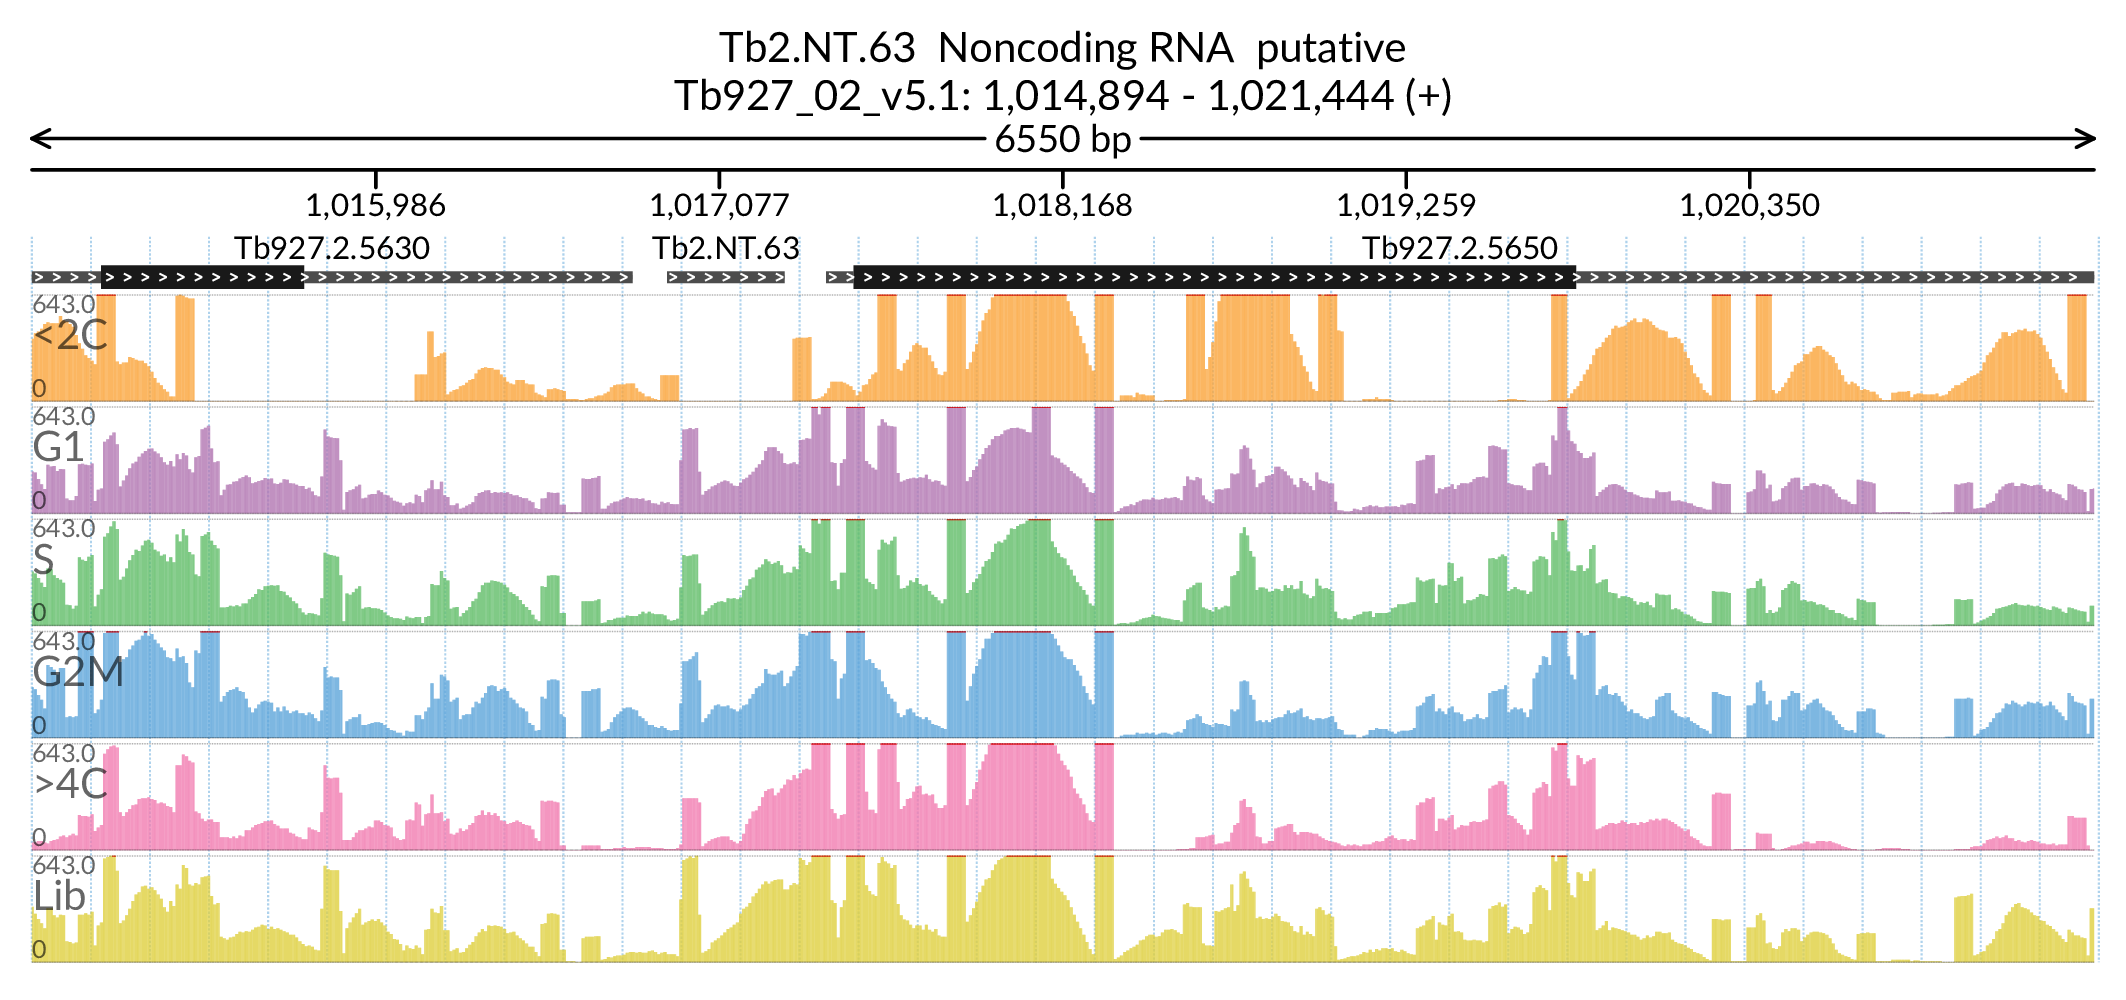 Tb2.NT.63 Noncoding RNA putative
Tb927_02_v5.1: 1,014,894 - 1,021,444 (+)
6550 bp
1,015,986 1,017,077 1,018,168 1,019,259 1,020,350
Tb927.2.5630 Tb2.NT.63 Tb927.2.5650
643.0
<2C
0
643.0
G1
0
643.0
S
0
643.0
G2M
0
643.0
>4C
0
643.0
Lib
0